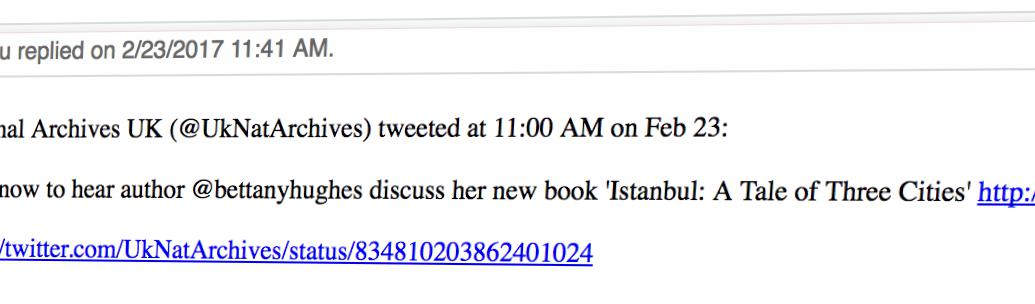 u replied on 2/23/2017 11:41 AM.
nal Archives UK (@UkNatArchives) tweeted at 11:00 AM on Feb 23:
now to hear author @bettanyhughes discuss her new book 'Istanbul: A Tale of Three Cities' http:/
/twitter.com/UkNatArchives/status/834810203862401024